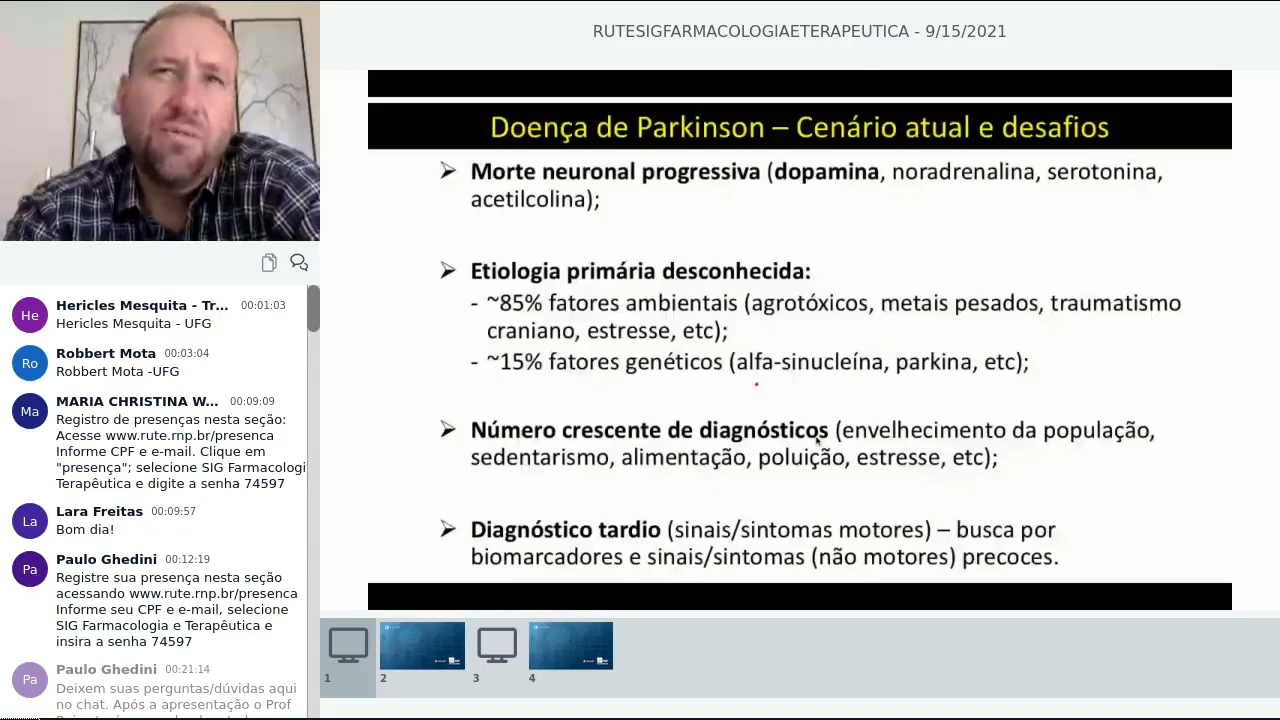 RUTESIGFARMACOLOGIAETERAPEUTICA - 9/15/2021
Doença de Parkinson – Cenário atual e desafios
Morte neuronal progressiva (dopamina, noradrenalina, serotonina,
acetilcolina);
Etiologia primária desconhecida:
- ~85% fatores ambientais (agrotóxicos, metais pesados, traumatismo
craniano, estresse, etc);
- ~15% fatores genéticos (alfa-sinucleína, parkina, etc);
Número crescente de diagnósticos (envelhecimento da população,
sedentarismo, alimentação, poluição, estresse, etc);
Diagnóstico tardio (sinais/sintomas motores) – busca por
biomarcadores e sinais/sintomas (não motores) precoces.
He
Hericles Mesquita - Tr... 00:01:03
Hericles Mesquita - UFG
Ro
Robbert Mota 00:03:04
Robbert Mota -UFG
Ma
MARIA CHRISTINA W... 00:09:09
Registro de presenças nesta seção:
Acesse www.rute.rnp.br/presenca
Informe CPF e e-mail. Clique em
"presença"; selecione SIG Farmacologi
Terapêutica e digite a senha 74597
La
Lara Freitas 00:09:57
Bom dia!
Pa
Paulo Ghedini 00:12:19
Registre sua presença nesta seção
acessando www.rute.rnp.br/presenca
Informe seu CPF e e-mail, selecione
SIG Farmacologia e Terapêutica e
insira a senha 74597
Pa
Paulo Ghedini 00:21:14
Deixem suas perguntas/dúvidas aqui
no chat. Após a apresentação o Prof
1
2
3
4